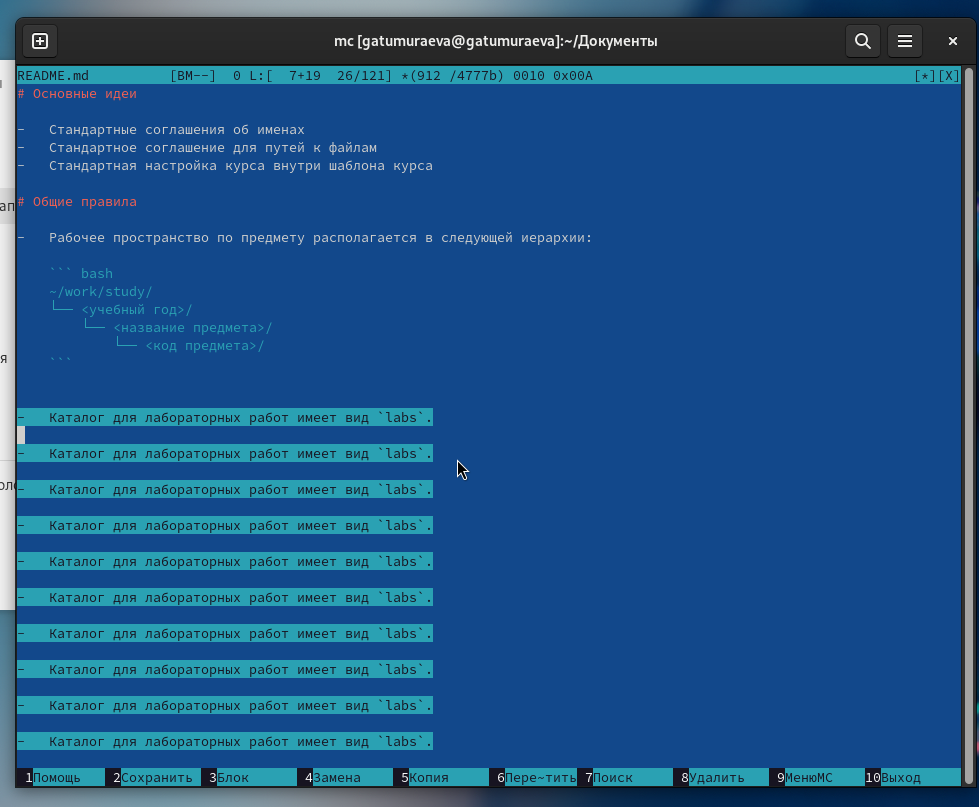 mc [gatumuraeva@gatumuraeva]:~/Документы
README.md [BM--] 0 L:[ 7+19 26/121] *(912 /4777b) 0010 0x00A [*][X]
# Основные идеи
- Стандартные соглашения об именах
- Стандартное соглашение для путей к файлам
- Стандартная настройка курса внутри шаблона курса
# Общие правила
- Рабочее пространство по предмету располагается в следующей иерархии:
``` bash
~/work/study/
└── <учебный год>/
└── <название предмета>/
└── <код предмета>/
```
- Каталог для лабораторных работ имеет вид `labs`.
- Каталог для лабораторных работ имеет вид `labs`.
- Каталог для лабораторных работ имеет вид `labs`.
- Каталог для лабораторных работ имеет вид `labs`.
- Каталог для лабораторных работ имеет вид `labs`.
- Каталог для лабораторных работ имеет вид `labs`.
- Каталог для лабораторных работ имеет вид `labs`.
- Каталог для лабораторных работ имеет вид `labs`.
- Каталог для лабораторных работ имеет вид `labs`.
- Каталог для лабораторных работ имеет вид `labs`.
1Помощь 2Сохранить 3Блок 4Замена 5Копия 6Пере~тить 7Поиск 8Удалить 9МенюMC 10Выход